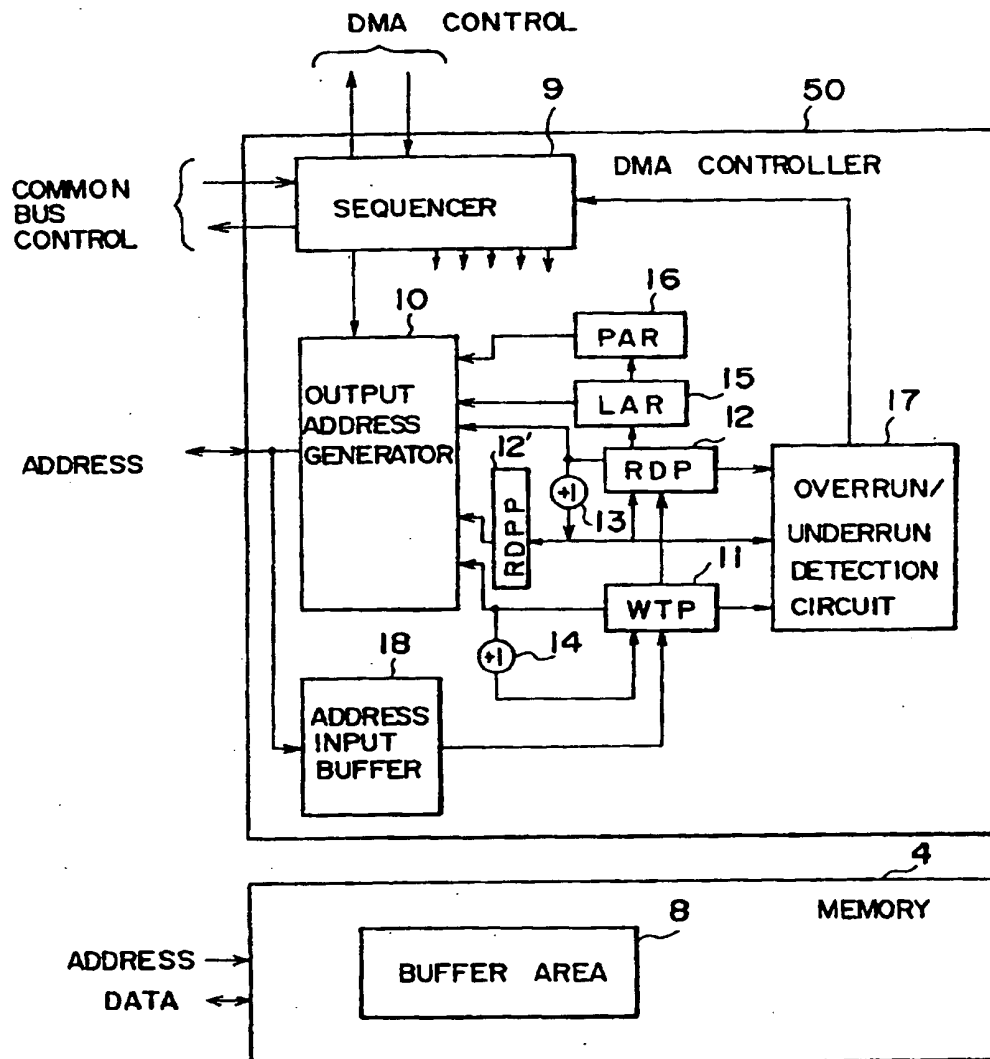 DMA CONTROL
9
50
DMA CONTROLLER
COMMON
BUS
CONTROL
SEQUENCER
10
16
PAR
15
LAR
OUTPUT
ADDRESS
GENERATOR
12'
12
17
ADDRESS
RDP
RDPP
+1
13
OVERRUN/
UNDERRUN
DETECTION
CIRCUIT
11
WTP
+1
14
18
ADDRESS
INPUT
BUFFER
4
MEMORY
8
ADDRESS
DATA
BUFFER AREA